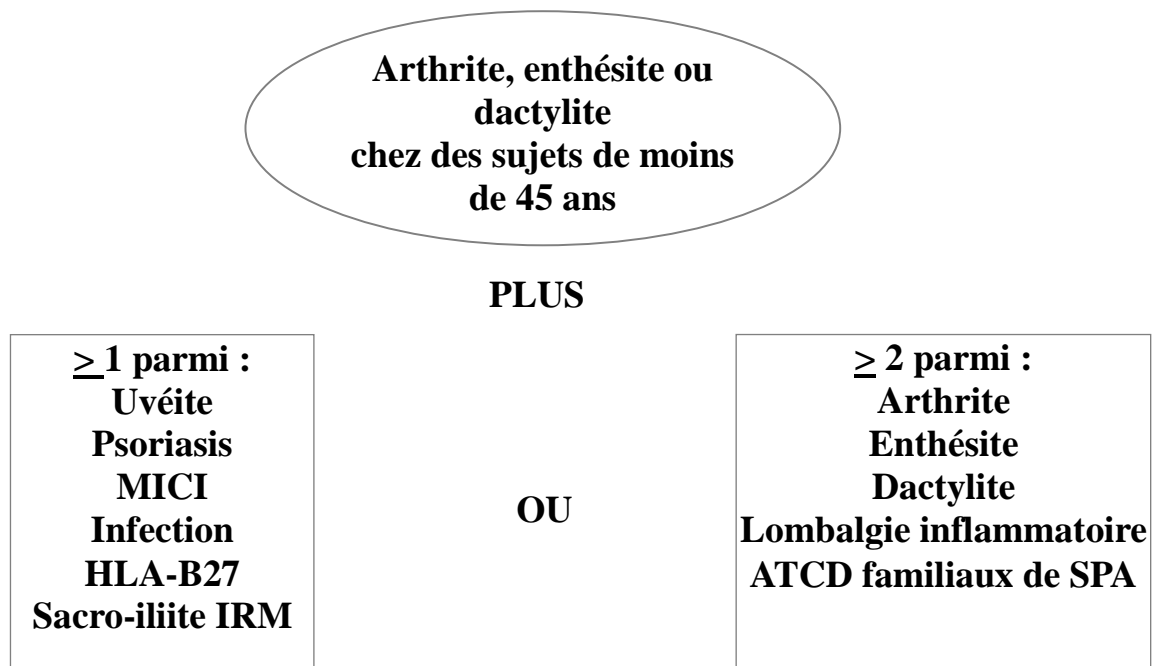 Arthrite, enthésite ou
dactylite
chez des sujets de moins
de 45 ans
PLUS
≥ 1 parmi :
Uvéite
Psoriasis
MICI
Infection
HLA-B27
Sacro-iliite IRM
OU
≥ 2 parmi :
Arthrite
Enthésite
Dactylite
Lombalgie inflammatoire
ATCD familiaux de SPA